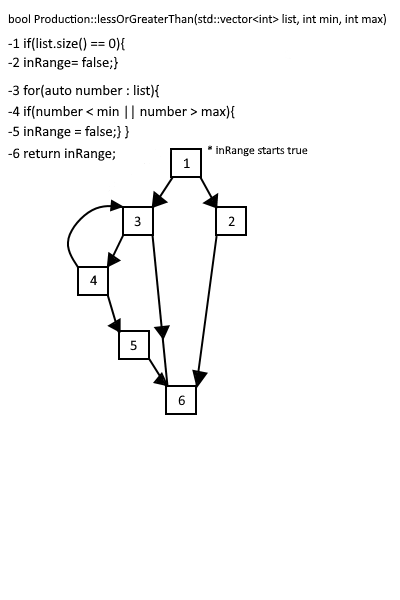 bool Production::lessOrGreaterThan(std::vector<int> list, int min, int max)
-1 if(list.size() == 0){
-2 inRange= false;}
-3 for(auto number : list){
-4 if(number < min || number > max){
-5 inRange = false;} }
-6 return inRange;
* inRange starts true
1
3
2
4
5
6